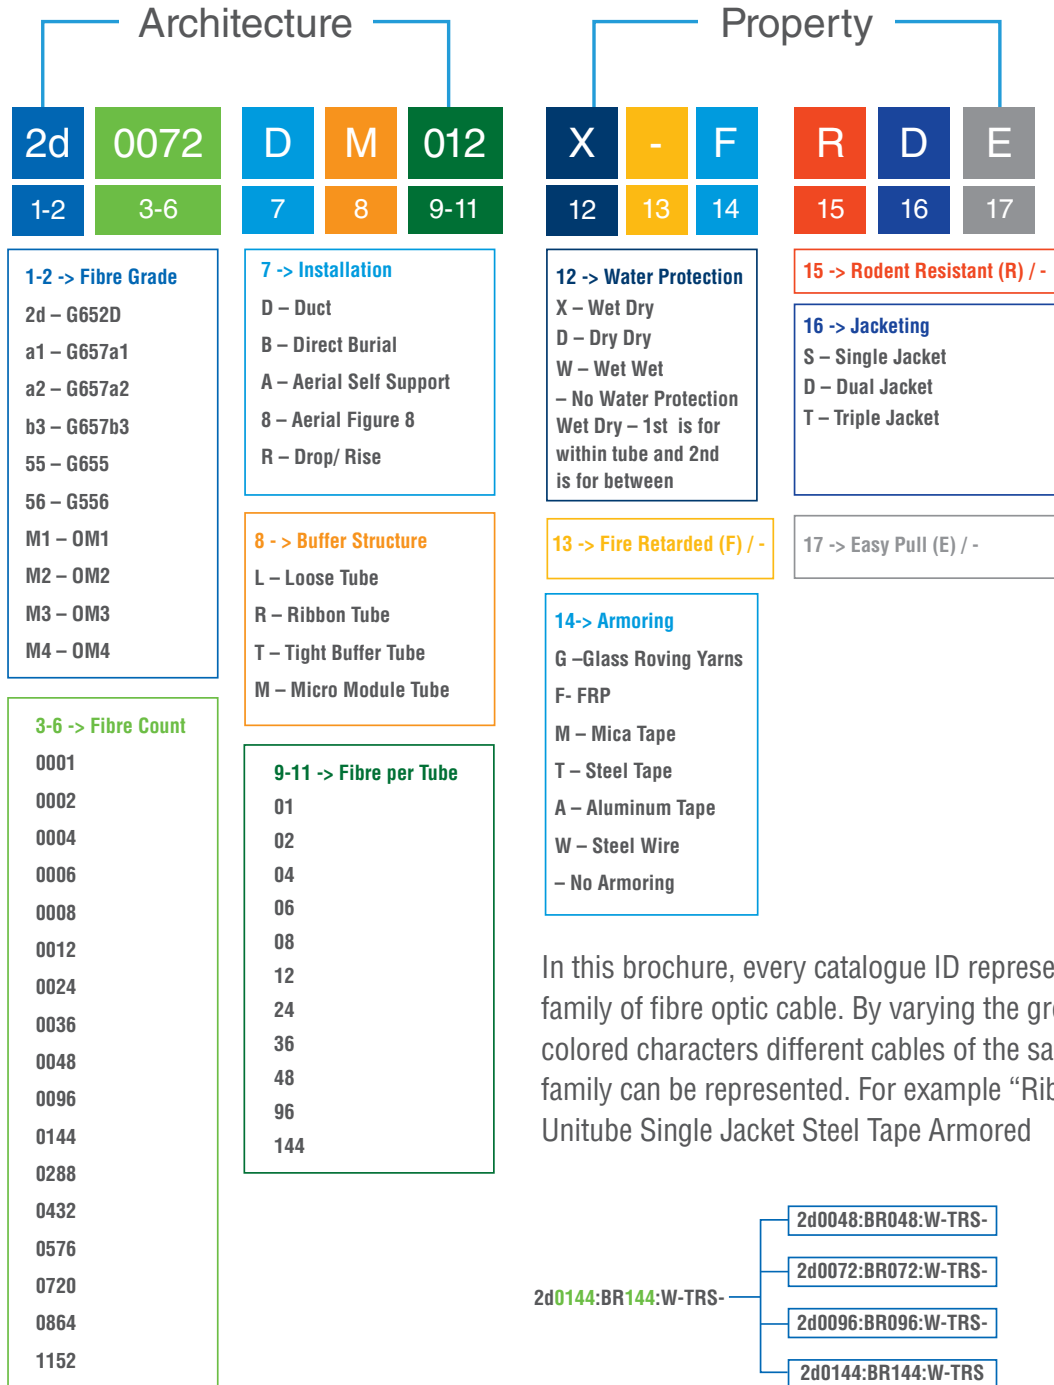 Architecture
Property
2d 0072 D M 012 X - F R D E
1-2 3-6 7 8 9-11 12 13 14 15 16 17
1-2 -> Fibre Grade
2d – G652D
a1 – G657a1
a2 – G657a2
b3 – G657b3
55 – G655
56 – G556
M1 – OM1
M2 – OM2
M3 – OM3
M4 – OM4
3-6 -> Fibre Count
0001
0002
0004
0006
0008
0012
0024
0036
0048
0096
0144
0288
0432
0576
0720
0864
1152
7 -> Installation
D – Duct
B – Direct Burial
A – Aerial Self Support
8 – Aerial Figure 8
R – Drop/ Rise
8 - > Buffer Structure
L – Loose Tube
R – Ribbon Tube
T – Tight Buffer Tube
M – Micro Module Tube
9-11 -> Fibre per Tube
01
02
04
06
08
12
24
36
48
96
144
12 -> Water Protection
X – Wet Dry
D – Dry Dry
W – Wet Wet
– No Water Protection
Wet Dry – 1st is for
within tube and 2nd
is for between
13 -> Fire Retarded (F) / -
14-> Armoring
G –Glass Roving Yarns
F- FRP
M – Mica Tape
T – Steel Tape
A – Aluminum Tape
W – Steel Wire
– No Armoring
15 -> Rodent Resistant (R) / -
16 -> Jacketing
S – Single Jacket
D – Dual Jacket
T – Triple Jacket
17 -> Easy Pull (E) / -
In this brochure, every catalogue ID represe
family of fibre optic cable. By varying the gre
colored characters different cables of the sa
family can be represented. For example “Rib
Unitube Single Jacket Steel Tape Armored
2d0144:BR144:W-TRS-
2d0048:BR048:W-TRS-
2d0072:BR072:W-TRS-
2d0096:BR096:W-TRS-
2d0144:BR144:W-TRS